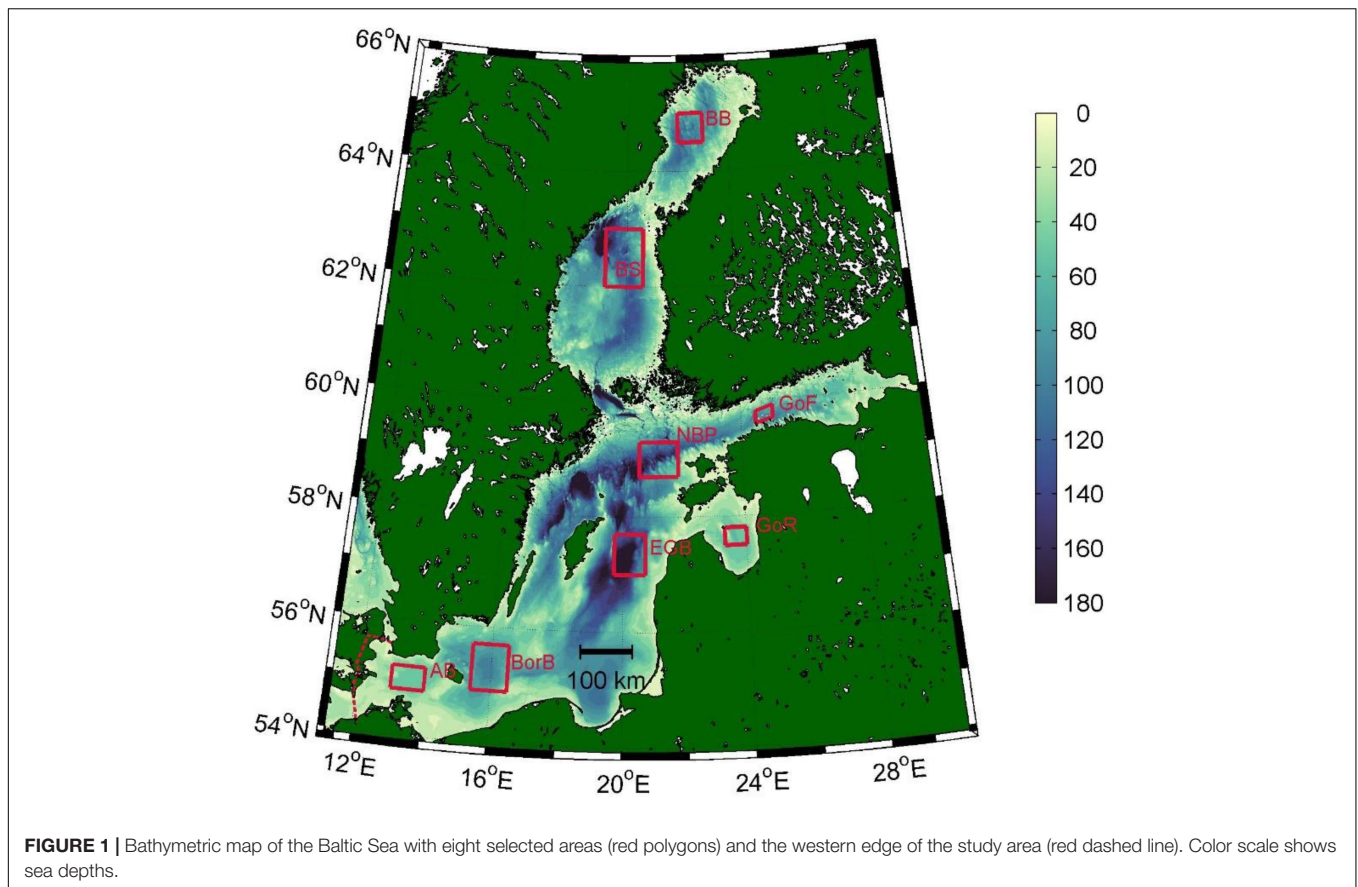 66°N
64°N
62°N
60°N
58°N
56°N
54°N
12°E
16°E
20°E
24°E
28°E
BB
BS
GoF
NBP
GoR
EGB
AB
BorB
100 km
0
20
40
60
80
100
120
140
160
180
FIGURE 1 | Bathymetric map of the Baltic Sea with eight selected areas (red polygons) and the western edge of the study area (red dashed line). Color scale shows
sea depths.